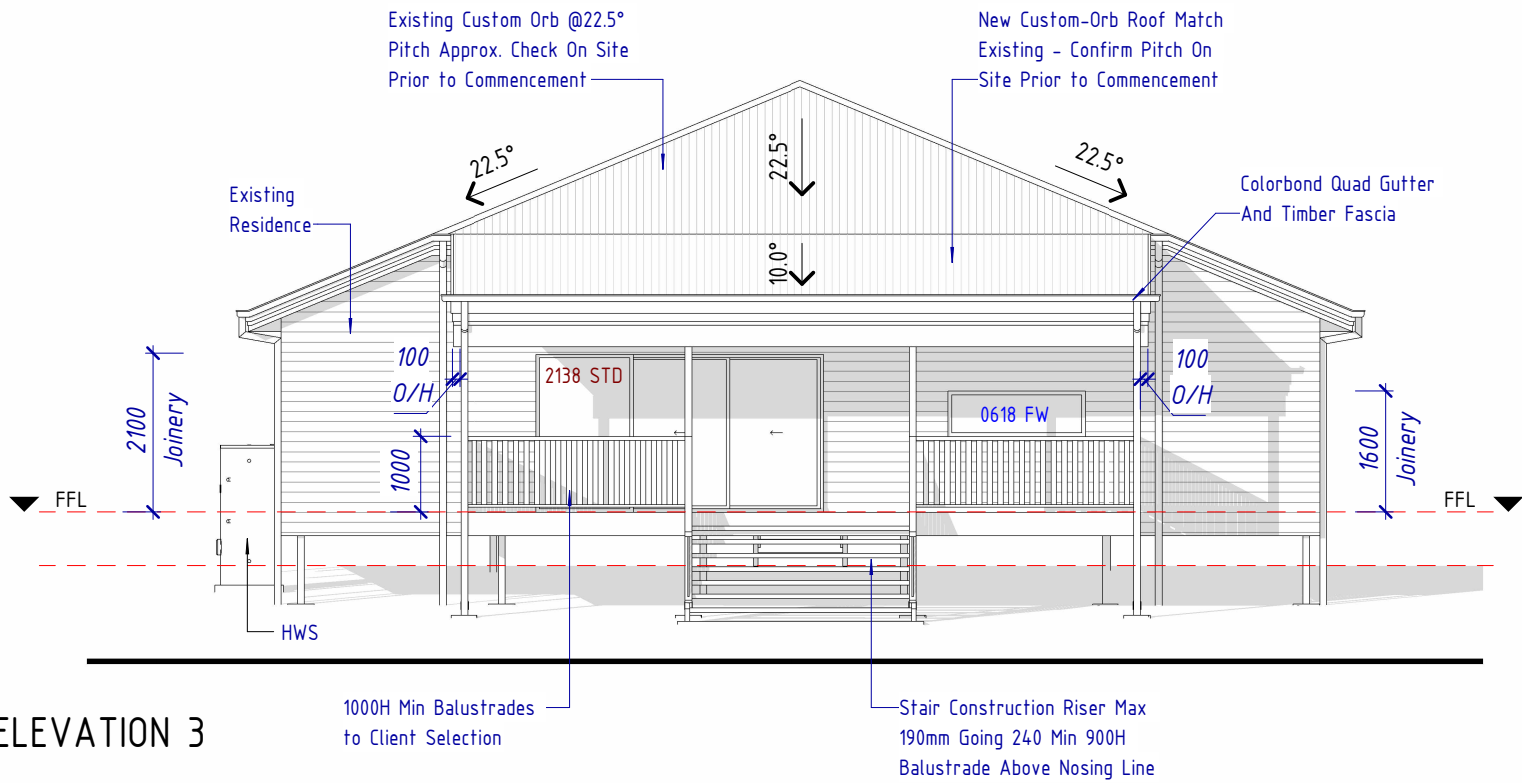 Existing Custom Orb @22.5°
Pitch Approx. Check On Site
Prior to Commencement
New Custom-Orb Roof Match
Existing - Confirm Pitch On
Site Prior to Commencement
22.5°
22.5°
22.5°
Existing
Residence
Colorbond Quad Gutter
And Timber Fascia
10.0°
100
O/H
100
O/H
2138 STD
0618 FW
2100
Joinery
1000
1600
Joinery
FFL
FFL
HWS
1000H Min Balustrades
to Client Selection
Stair Construction Riser Max
190mm Going 240 Min 900H
Balustrade Above Nosing Line
ELEVATION 3